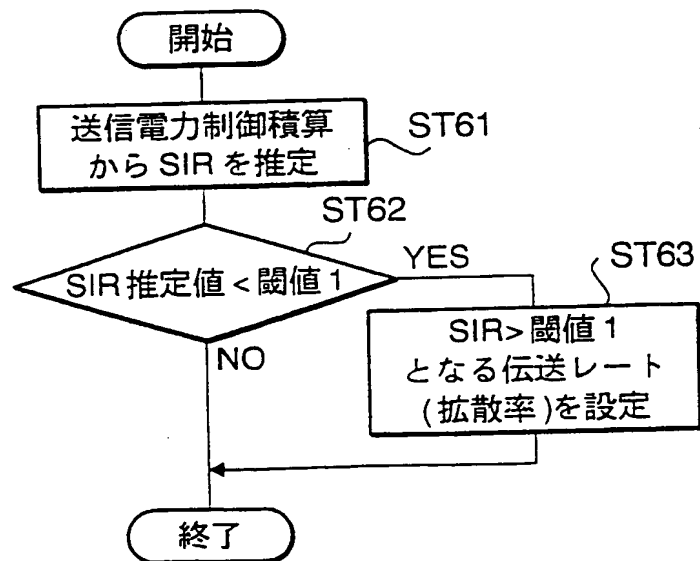 開始
送信電力制御積算
からSIRを推定
ST61
ST62
SIR推定値<閾値1
YES
ST63
SIR>閾値1
となる伝送レート
(拡散率)を設定
NO
終了